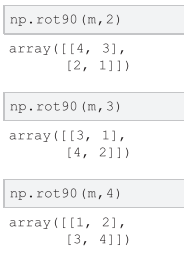 np.rot90(m,2)
array([[4, 3],
       [2, 1]])
np.rot90(m,3)
array([[3, 1],
       [4, 2]])
np.rot90(m,4)
array([[1, 2],
       [3, 4]])